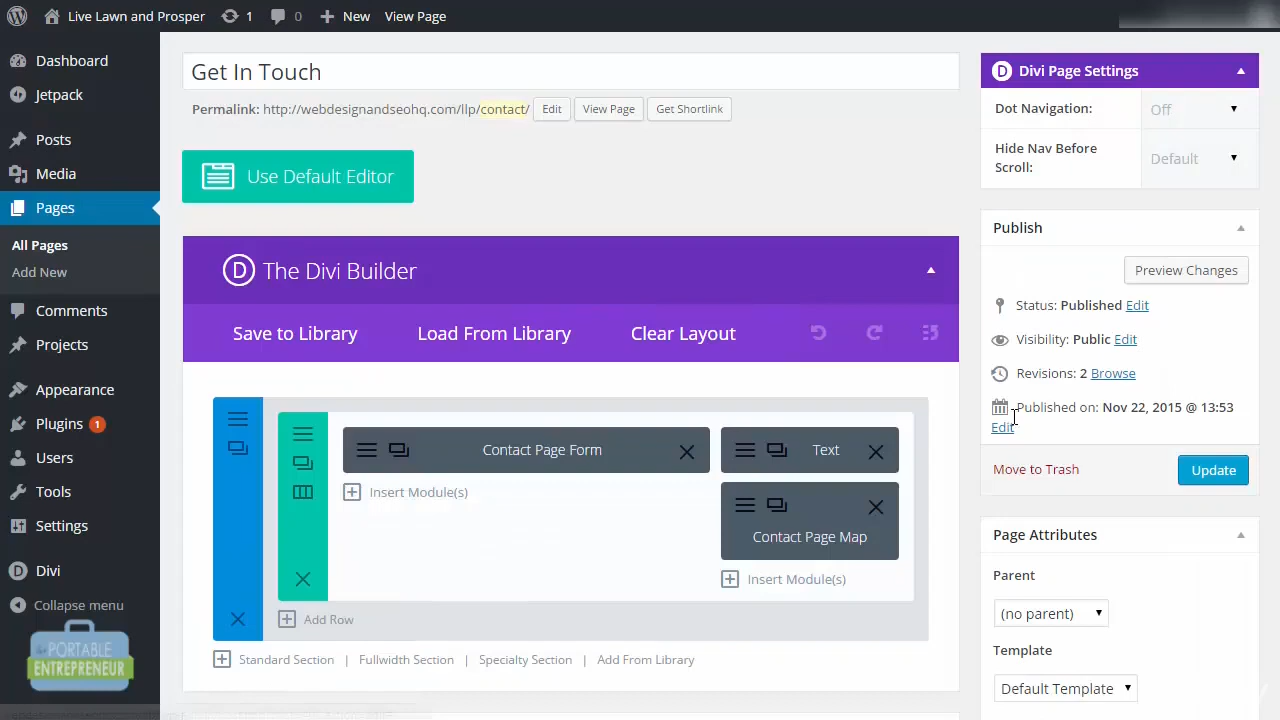 Live Lawn and Prosper 1 0 New View Page
Dashboard
Jetpack
Posts
Media
Pages
All Pages
Add New
Comments
Projects
Appearance
Plugins 1
Users
Tools
Settings
Divi
Collapse menu
PORTABLE
ENTREPRENEUR
Get In Touch
Permalink: http://webdesignandseohq.com/llp/contact/ Edit View Page Get Shortlink
Use Default Editor
D The Divi Builder
Save to Library Load From Library Clear Layout
Contact Page Form Text
Insert Module(s)
Contact Page Map
Insert Module(s)
Add Row
Standard Section | Fullwidth Section | Specialty Section | Add From Library
D Divi Page Settings
Dot Navigation: Off
Hide Nav Before
Scroll: Default
Publish
Preview Changes
Status: Published Edit
Visibility: Public Edit
Revisions: 2 Browse
Published on: Nov 22, 2015 @ 13:53
Edit
Move to Trash Update
Page Attributes
Parent
(no parent)
Template
Default Template